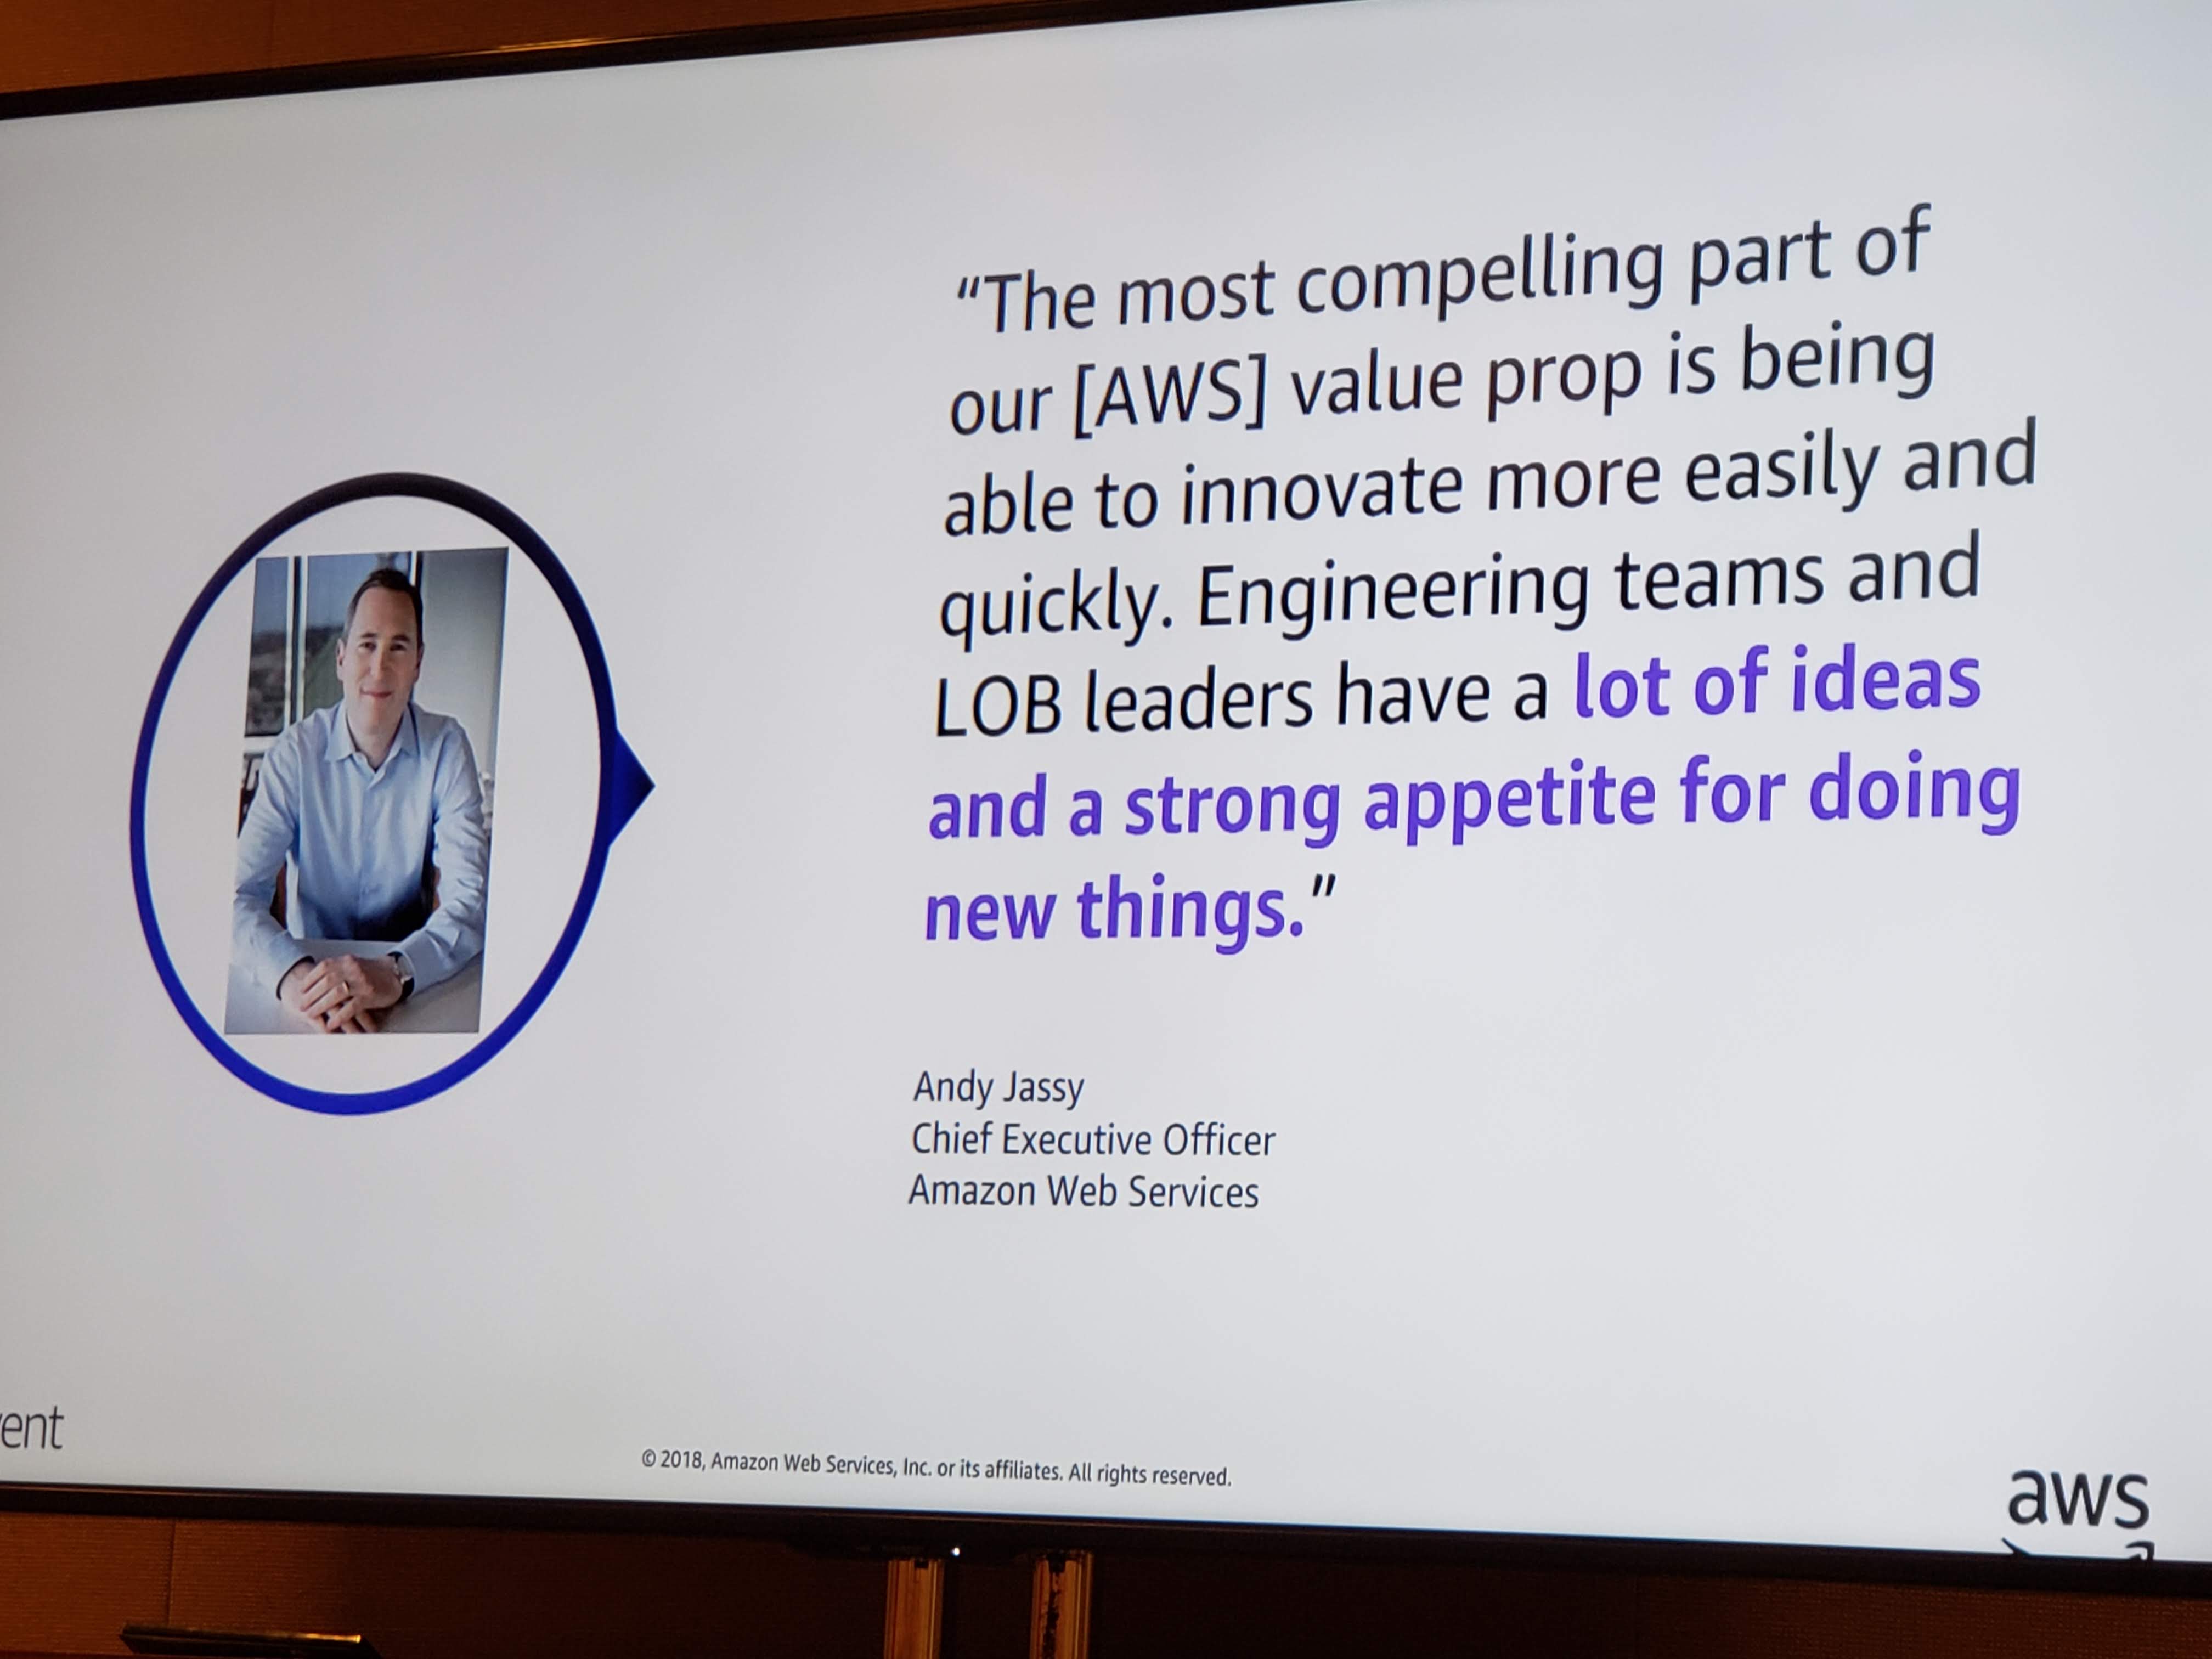 “The most compelling part of
our [AWS] value prop is being
able to innovate more easily and
quickly. Engineering teams and
LOB leaders have a lot of ideas
and a strong appetite for doing
new things.”
Andy Jassy
Chief Executive Officer
Amazon Web Services
ent
© 2018, Amazon Web Services, Inc. or its affiliates. All rights reserved.
aws